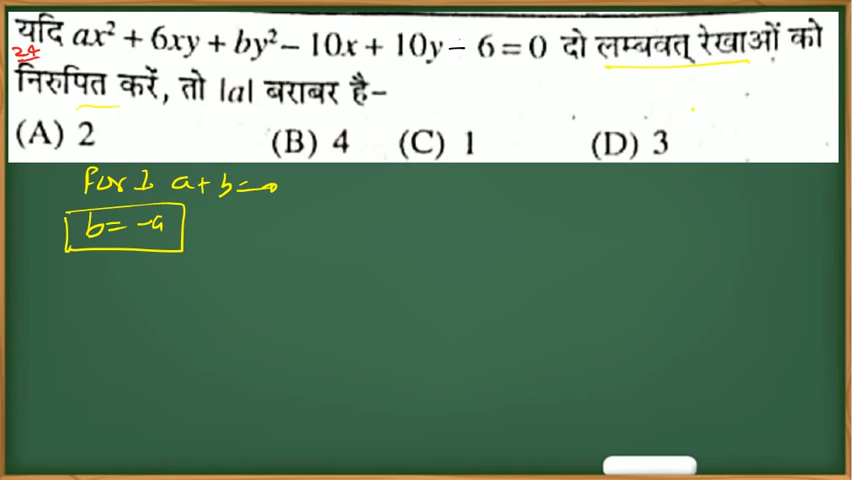 यदि ax² + 6xy + by² – 10x + 10y – 6 = 0 दो लम्बवत् रेखाओं को
24
निरुपित करें, तो |a| बराबर है–
(A) 2 (B) 4 (C) 1 (D) 3
for ⊥ a + b = 0
b = -a